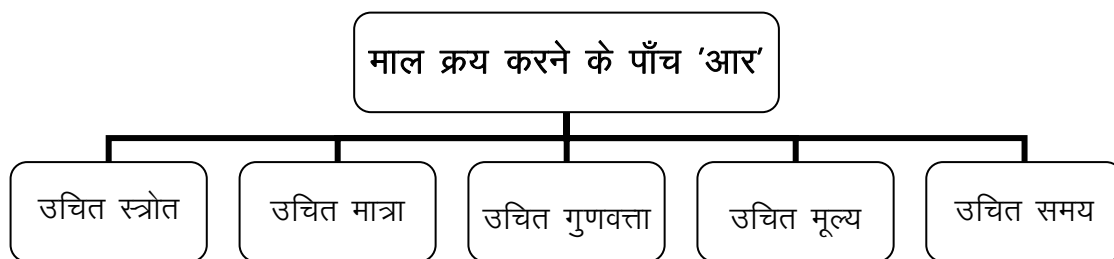 माल क्रय करने के पाँच 'आर'
उचित स्त्रोत
उचित मात्रा
उचित गुणवत्ता
उचित मूल्य
उचित समय